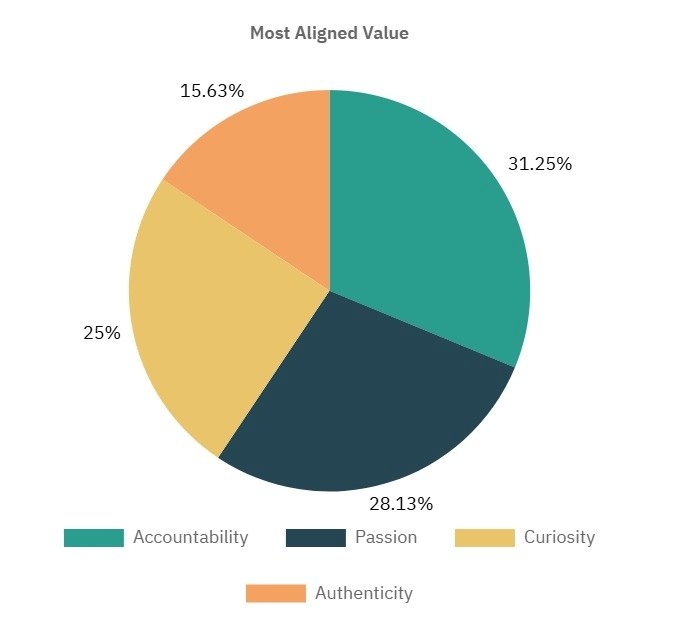 Most Aligned Value
15.63%
31.25%
25%
28.13%
Accountability
Passion
Curiosity
Authenticity